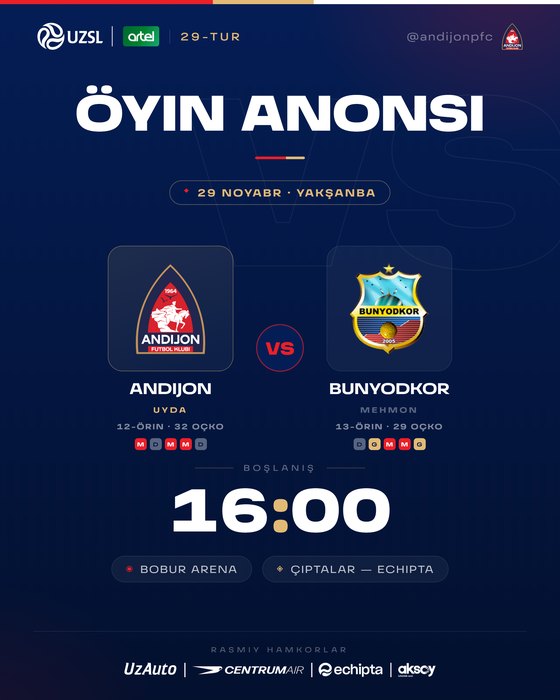 UZSL | artel | 29-TUR
@andijonpfc
ÖYIN ANONSI
29 NOYABR · YAKŞANBA
VS
1964
ANDIJON
FUTBOL KLUBI
BUNYODKOR
2005
VS
ANDIJON
BUNYODKOR
UYDA
MEHMON
12-ÖRIN · 32 OÇKO
13-ÖRIN · 29 OÇKO
M D M M D
D G M M G
BOŞLANIŞ
16:00
BOBUR ARENA
ÇIPTALAR — ECHIPTA
RASMIY HAMKORLAR
UzAuto | CENTRUMAIR | echipta | aksoy